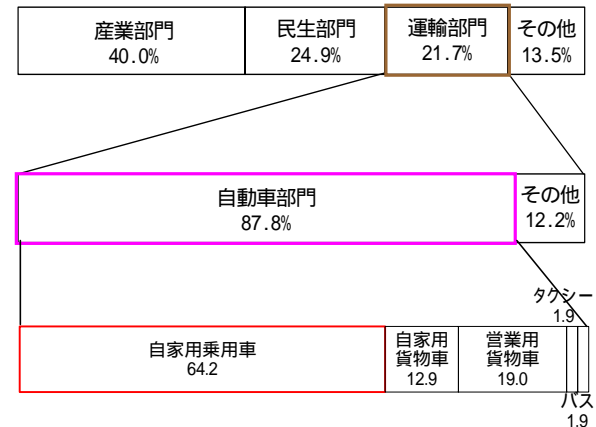 産業部門
40.0%
民生部門
24.9%
運輸部門
21.7%
その他
13.5%
自動車部門
87.8%
その他
12.2%
タクシー
1.9
自家用乗用車
64.2
自家用
貨物車
12.9
営業用
貨物車
19.0
バス
1.9